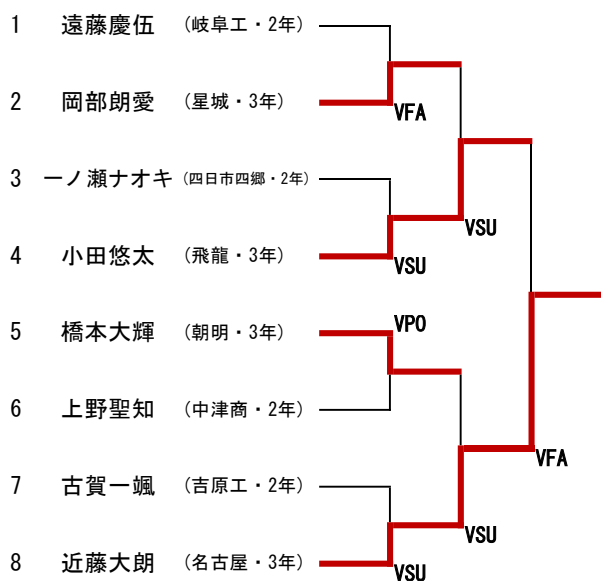 1 遠藤慶伍 (岐阜工・2年)
2 岡部朗愛 (星城・3年)
VFA
3 一ノ瀬ナオキ (四日市四郷・2年)
VSU
4 小田悠太 (飛龍・3年)
VSU
5 橋本大輝 (朝明・3年)
VPO
6 上野聖知 (中津商・2年)
VFA
7 古賀一颯 (吉原工・2年)
VSU
8 近藤大朗 (名古屋・3年)
VSU